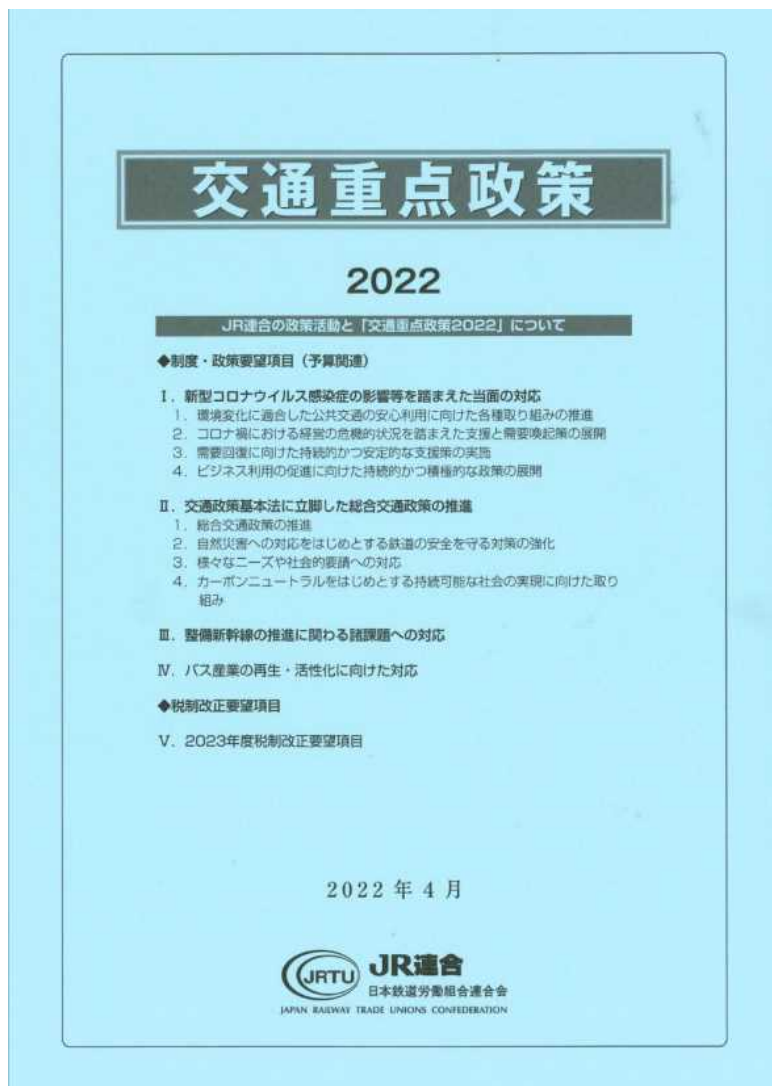 交通重点政策
2022
JR連合の政策活動と「交通重点政策2022」について
◆制度・政策要望項目(予算関連)
Ⅰ．新型コロナウイルス感染症の影響等を踏まえた当面の対応
1．環境変化に適合した公共交通の安心利用に向けた各種取り組みの推進
2．コロナ禍における経営の危機的状況を踏まえた支援と需要喚起策の展開
3．需要回復に向けた持続的かつ安定的な支援策の実施
4．ビジネス利用の促進に向けた持続的かつ積極的な政策の展開
Ⅱ．交通政策基本法に立脚した総合交通政策の推進
1．総合交通政策の推進
2．自然災害への対応をはじめとする鉄道の安全を守る対策の強化
3．様々なニーズや社会的要請への対応
4．カーボンニュートラルをはじめとする持続可能な社会の実現に向けた取り
組み
Ⅲ．整備新幹線の推進に関わる諸課題への対応
Ⅳ．バス産業の再生・活性化に向けた対応
◆税制改正要望項目
Ⅴ．2023年度税制改正要望項目
2022年4月
JRTU JR連合
日本鉄道労働組合連合会
JAPAN RAILWAY TRADE UNIONS CONFEDERATION